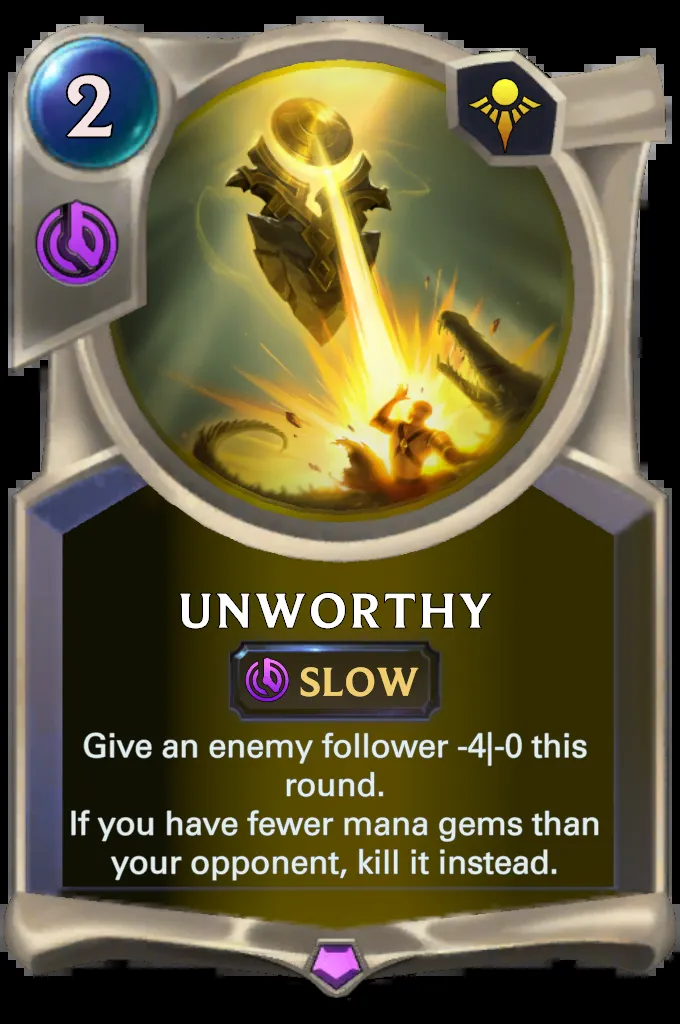 2
UNWORTHY
SLOW
Give an enemy follower -4|-0 this
round.
If you have fewer mana gems than
your opponent, kill it instead.